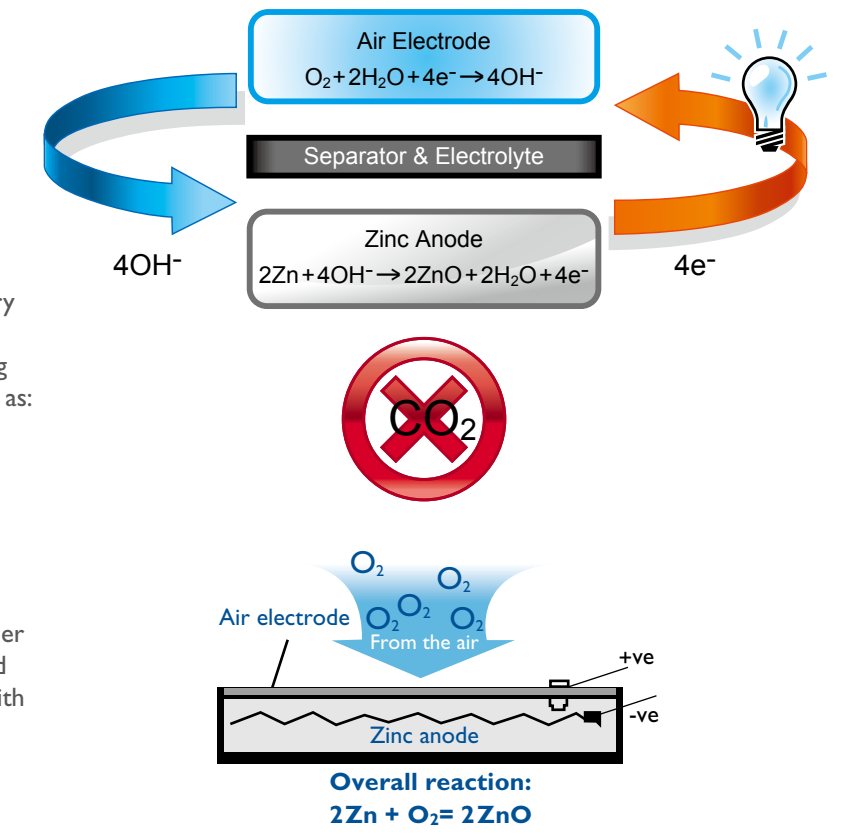 Air Electrode
O₂+2H₂O+4e⁻→4OH⁻
Separator & Electrolyte
Zinc Anode
2Zn+4OH⁻→2ZnO+2H₂O+4e⁻
4OH⁻
4e⁻
as:
CO₂
O₂
O₂
O₂
O₂
O₂
Air electrode
From the air
+ve
-ve
Zinc anode
Overall reaction:
2Zn + O₂= 2ZnO